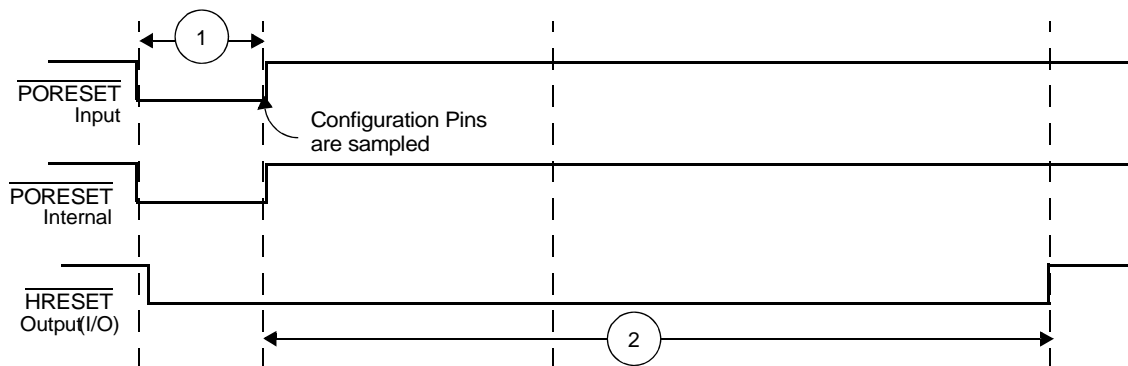 1
PORESET
Input
Configuration Pins
are sampled
PORESET
Internal
HRESET
Output(I/O)
2